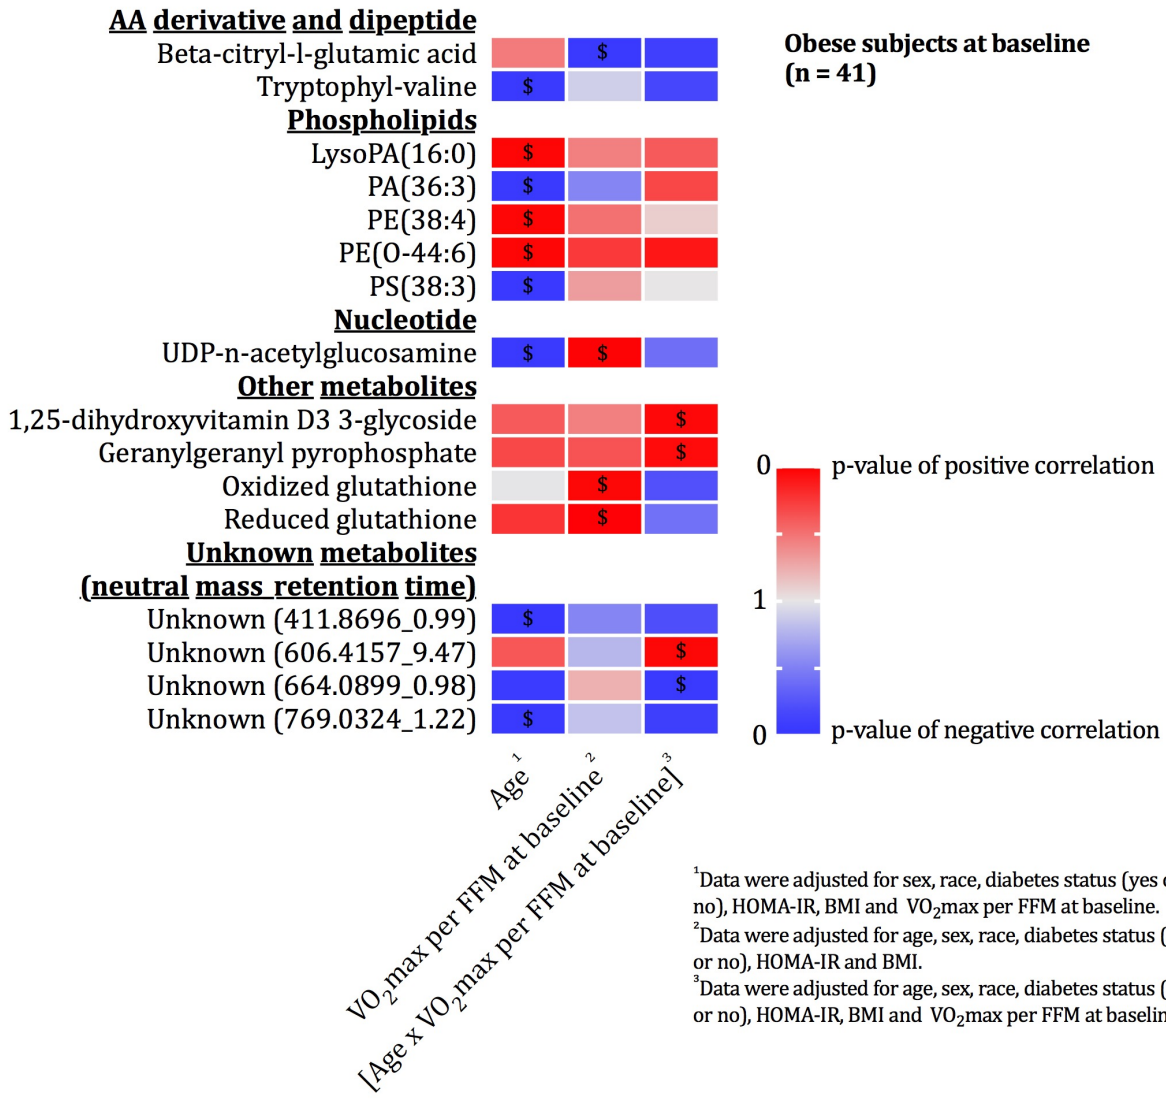 AA derivative and dipeptide
Beta-citryl-l-glutamic acid $
Tryptophyl-valine $
Obese subjects at baseline
(n = 41)
Phospholipids
LysoPA(16:0) $
PA(36:3) $
PE(38:4) $
PE(O-44:6) $
PS(38:3) $
Nucleotide
UDP-n-acetylglucosamine $ $
Other metabolites
1,25-dihydroxyvitamin D3 3-glycoside $
Geranylgeranyl pyrophosphate $
Oxidized glutathione $
Reduced glutathione $
Unknown metabolites
(neutral mass_retention time)
Unknown (411.8696_0.99) $
Unknown (606.4157_9.47) $
Unknown (664.0899_0.98) $
Unknown (769.0324_1.22) $
0 p-value of positive correlation
1
0 p-value of negative correlation
Age¹
VO₂max per FFM at baseline²
[Age x VO₂max per FFM at baseline]³
¹Data were adjusted for sex, race, diabetes status (yes
no), HOMA-IR, BMI and VO₂max per FFM at baseline.
²Data were adjusted for age, sex, race, diabetes status (
or no), HOMA-IR and BMI.
³Data were adjusted for age, sex, race, diabetes status (
or no), HOMA-IR, BMI and VO₂max per FFM at